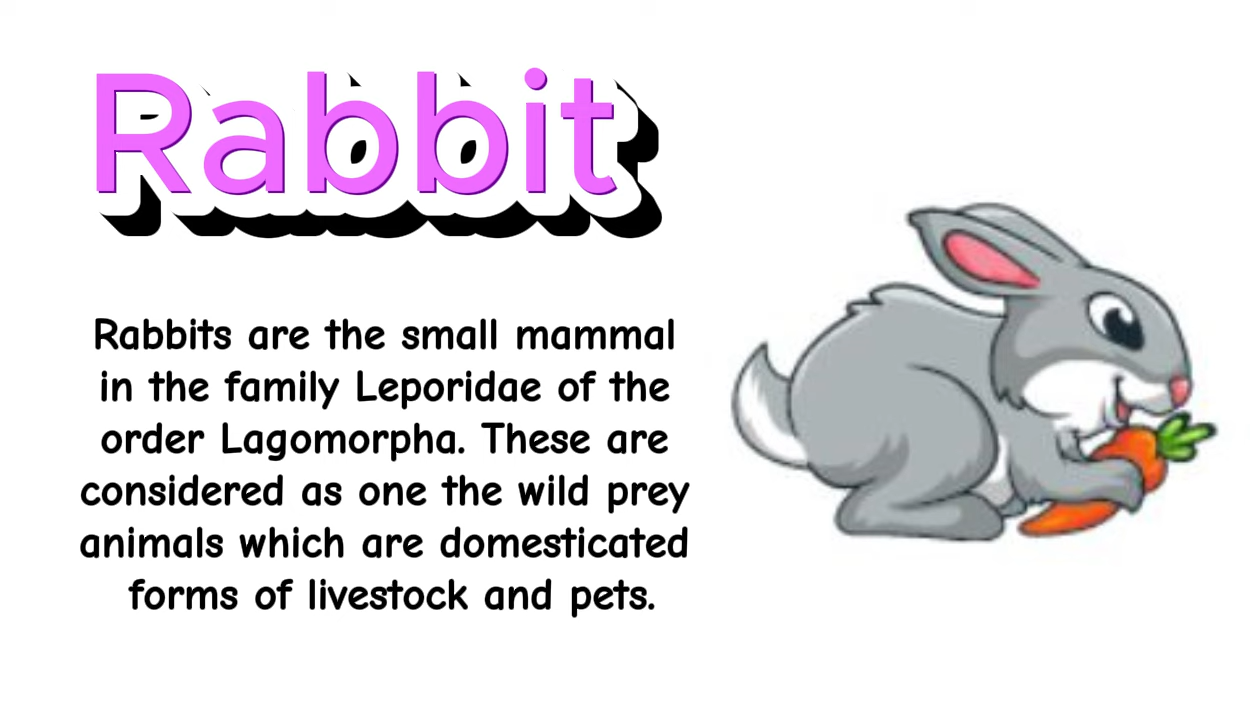 Rabbit
Rabbits are the small mammal
in the family Leporidae of the
order Lagomorpha. These are
considered as one the wild prey
animals which are domesticated
forms of livestock and pets.